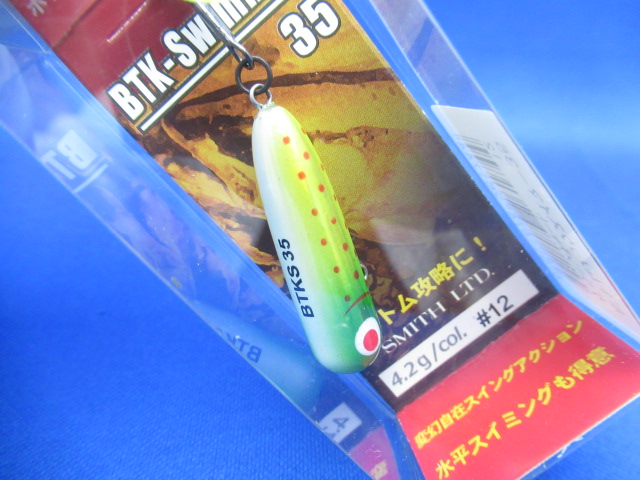 BTK-Swimm
35
BTKS 35
トム攻略に！
SMITH LTD.
4.2g/col. #12
変幻自在スイングアクション
水平スイミングも得意